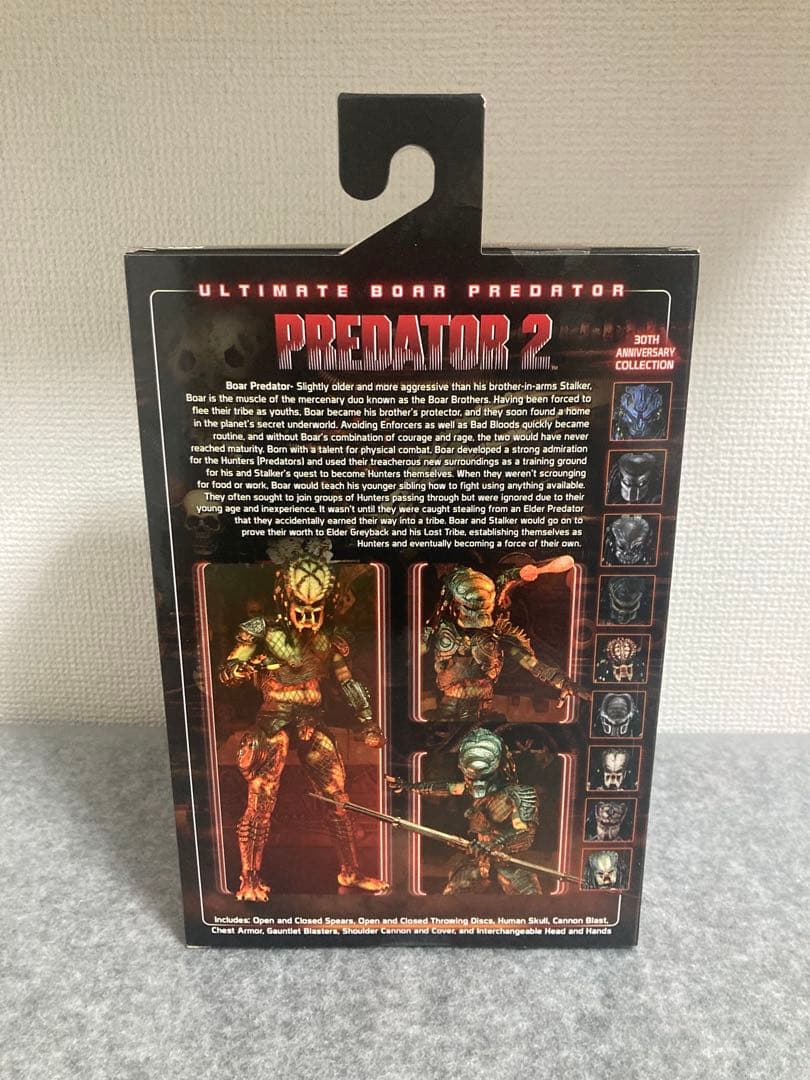 ULTIMATE BOAR PREDATOR
PREDATOR 2
TM
30TH
ANNIVERSARY
COLLECTION
Boar Predator- Slightly older and more aggressive than his brother-in-arms Stalker,
Boar is the muscle of the mercenary duo known as the Boar Brothers. Having been forced to
flee their tribe as youths, Boar became his brother's protector, and they soon found a home
in the planet's secret underworld. Avoiding Enforcers as well as Bad Bloods quickly became
routine, and without Boar's combination of courage and rage, the two would have never
reached maturity. Born with a talent for physical combat, Boar developed a strong admiration
for the Hunters (Predators) and used their treacherous new surroundings as a training ground
for his and Stalker's quest to become Hunters themselves. When they weren't scrounging
for food or work, Boar would teach his younger sibling how to fight using anything available.
They often sought to join groups of Hunters passing through but were ignored due to their
young age and inexperience. It wasn't until they were caught stealing from an Elder Predator
that they accidentally earned their way into a tribe. Boar and Stalker would go on to
prove their worth to Elder Greyback and his Lost Tribe, establishing themselves as
Hunters and eventually becoming a force of their own.
Includes: Open and Closed Spears, Open and Closed Throwing Discs, Human Skull, Cannon Blast,
Chest Armor, Gauntlet Blasters, Shoulder Cannon and Cover, and Interchangeable Head and Hands